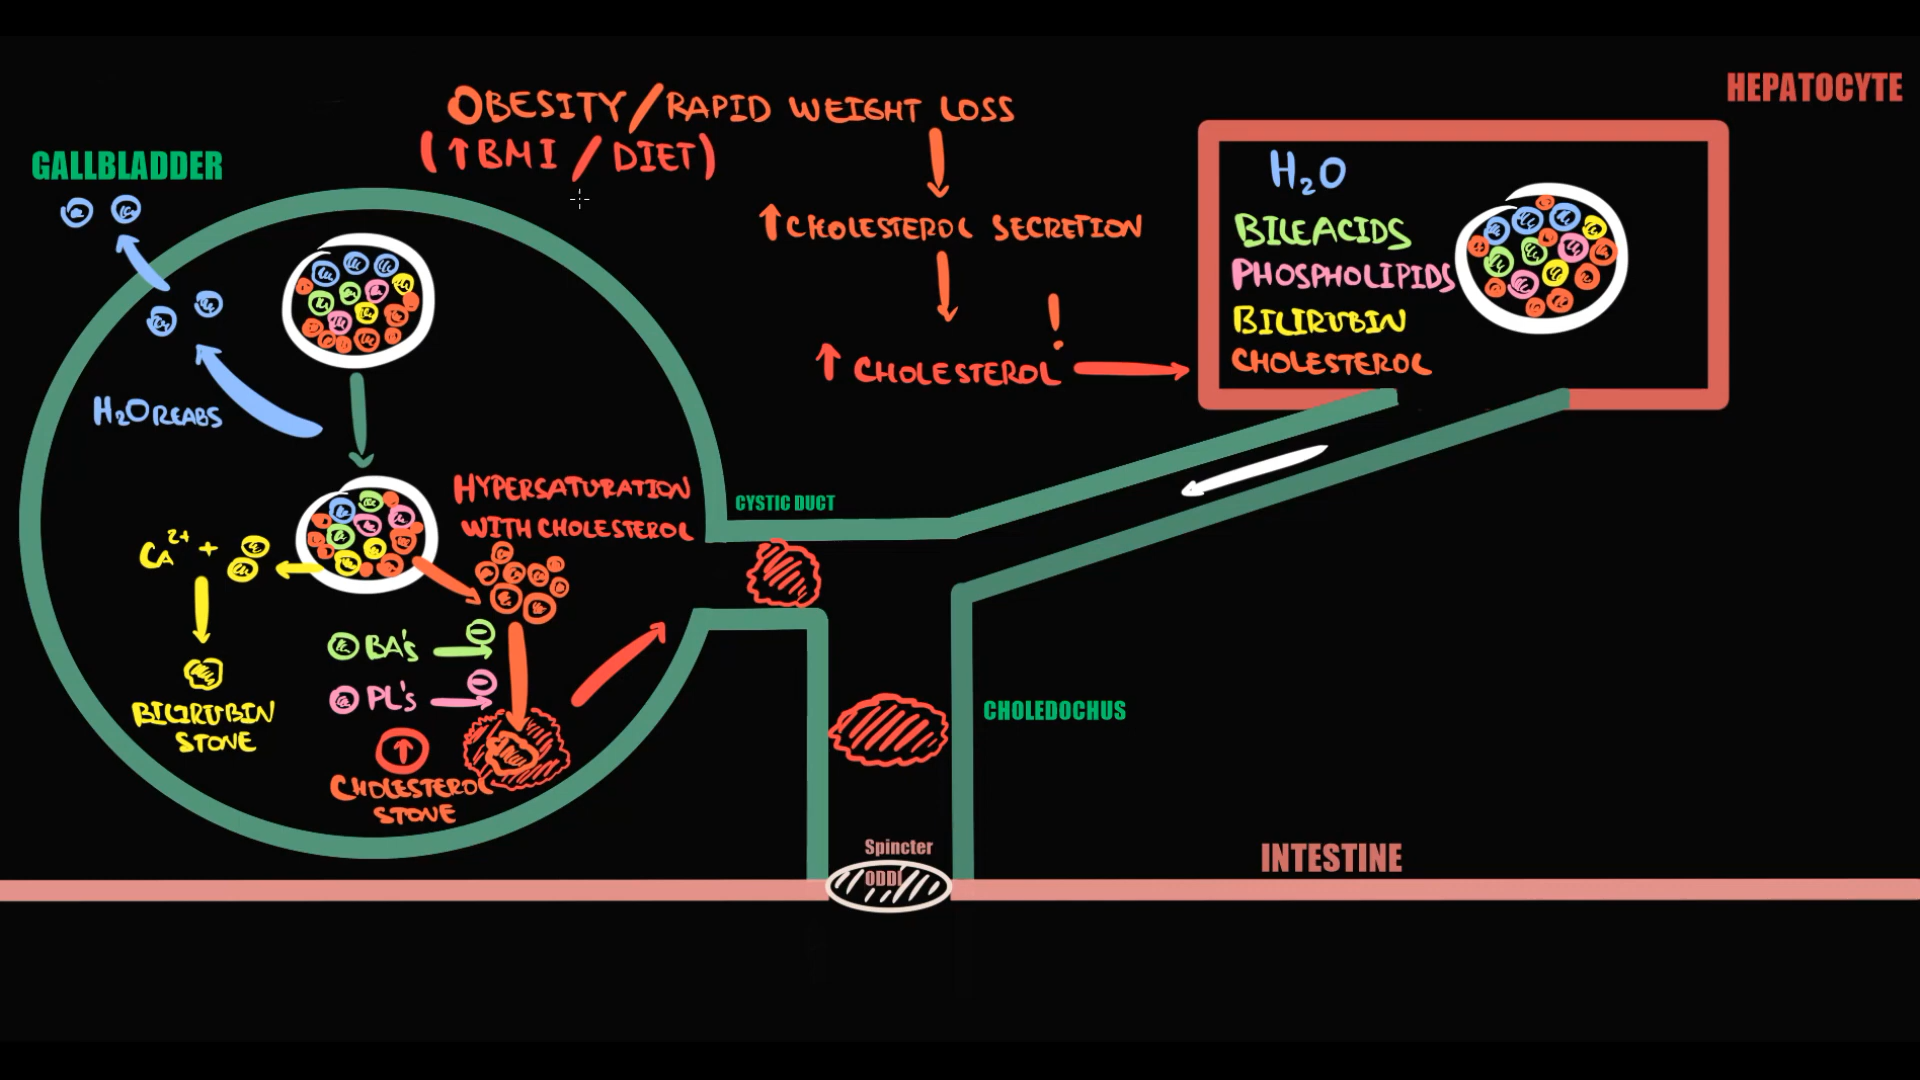 HEPATOCYTE
OBESITY/RAPID WEIGHT LOSS
(↑BMI/DIET)
GALLBLADDER
↑CHOLESTEROL SECRETION
↑ CHOLESTEROL!
H₂O
BILEACIDS
PHOSPHOLIPIDS
BILIRUBIN
CHOLESTEROL
H₂O REABS
HYPERSATURATION
WITH CHOLESTEROL
CYSTIC DUCT
Ca²⁺ +
BA's
PL's
BILIRUBIN
STONE
↑
CHOLESTEROL
STONE
CHOLEDOCHUS
Spincter
ODDI
INTESTINE